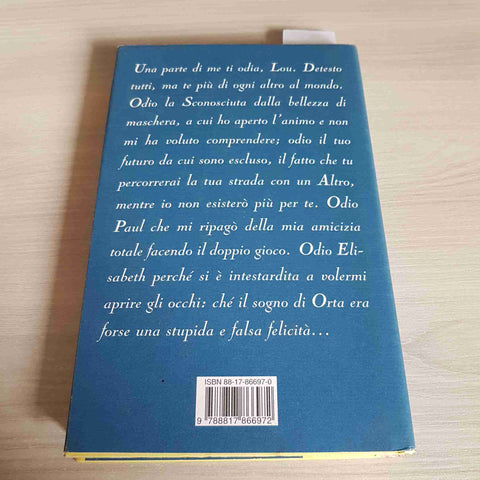 Una parte di me ti odia, Lou. Detesto
tutti, ma te più di ogni altro al mondo.
Odio la Sconosciuta dalla bellezza di
maschera, a cui ho aperto l'animo e non
mi ha voluto comprendere; odio il tuo
futuro da cui sono escluso, il fatto che tu
percorrerai la tua strada con un Altro,
mentre io non esisterò più per te. Odio
Paul che mi ripagò della mia amicizia
totale facendo il doppio gioco. Odio Eli-
sabeth perché si è intestardita a volermi
aprire gli occhi: ché il sogno di Orta era
forse una stupida e falsa felicità...
ISBN 88-17-86697-0
9 788817 866972